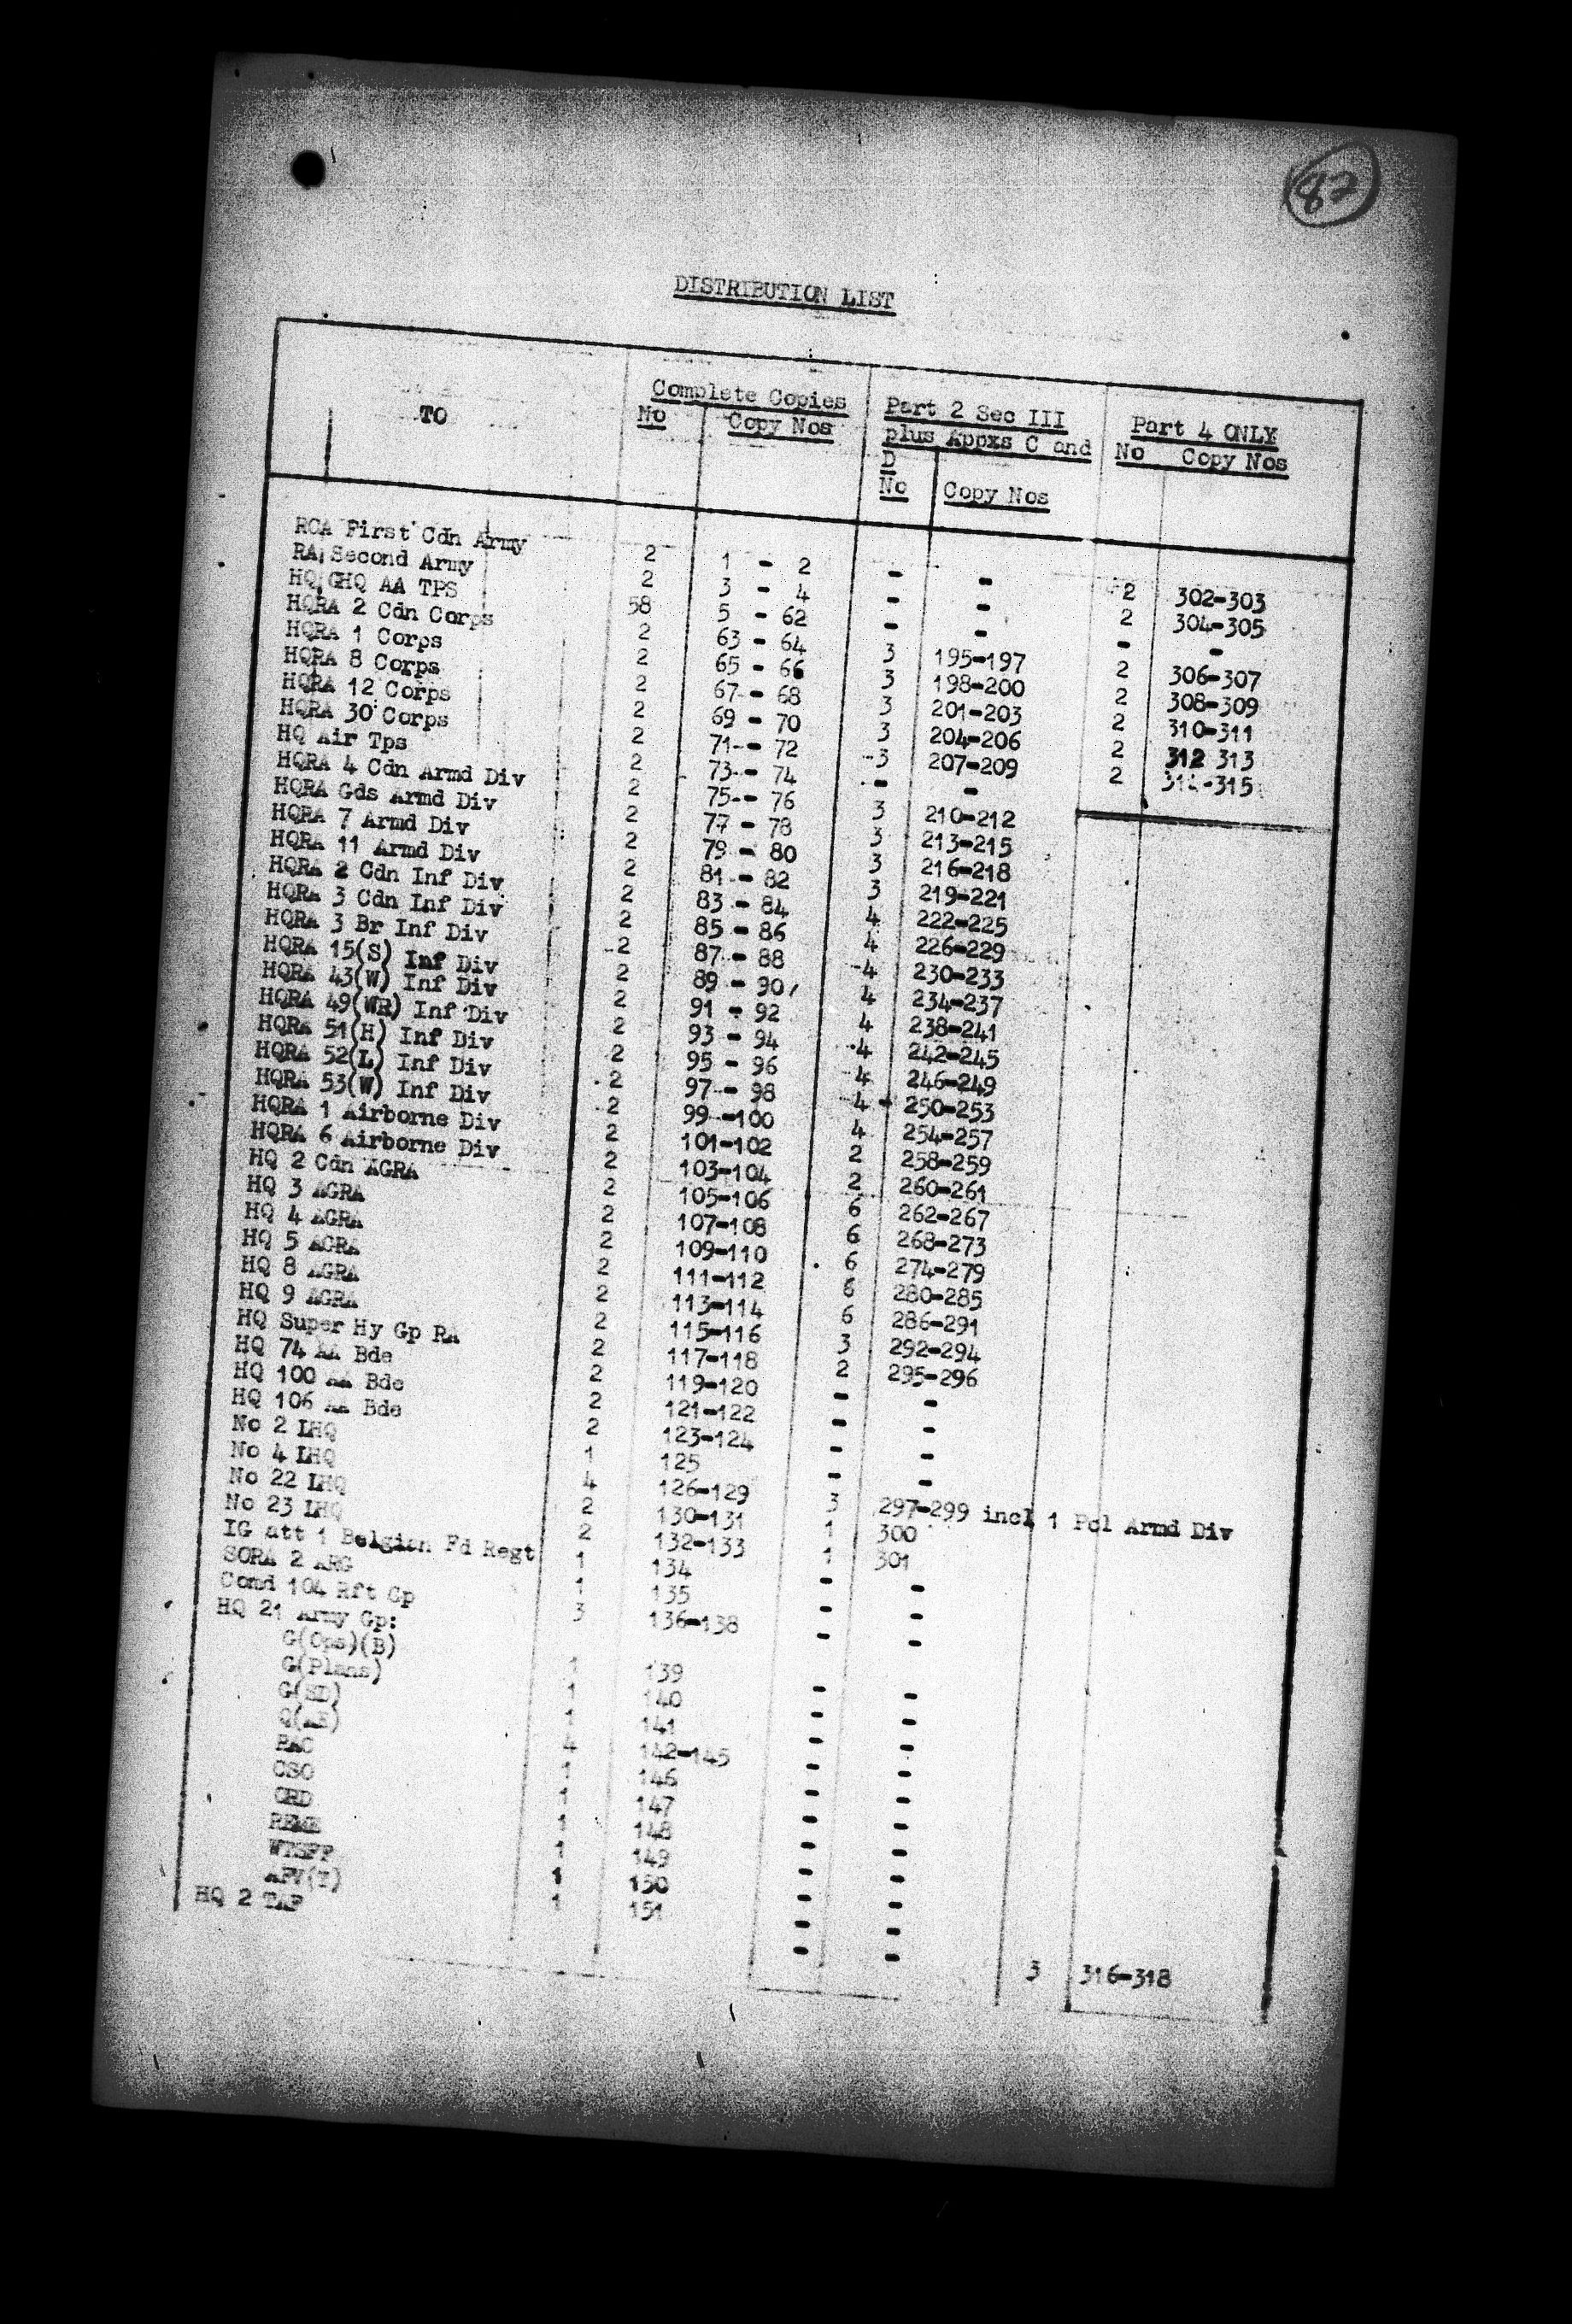 87
DISTRIBUTION LIST
TO Complete Copies Part 2 Sec III plus Appxs C and D Part 4 ONLY
No Copy Nos No Copy Nos No Copy Nos
RCA First Cdn Army 2 1 - 2 - - 2 302-303
RA Second Army 2 3 - 4 - - 2 304-305
HQ GHQ AA TPS 58 5 - 62 - - - -
HQRA 2 Cdn Corps 2 63 - 64 3 195-197 2 306-307
HQRA 1 Corps 2 65 - 66 3 198-200 2 308-309
HQRA 8 Corps 2 67 - 68 3 201-203 2 310-311
HQRA 12 Corps 2 69 - 70 3 204-206 2 312 313
HQRA 30 Corps 2 71 - 72 3 207-209 2 314-315
HQ Air Tps 2 73 - 74 - -
HQRA 4 Cdn Armd Div 2 75 - 76 3 210-212
HQRA Gds Armd Div 2 77 - 78 3 213-215
HQRA 7 Armd Div 2 79 - 80 3 216-218
HQRA 11 Armd Div 2 81 - 82 3 219-221
HQRA 2 Cdn Inf Div 2 83 - 84 4 222-225
HQRA 3 Cdn Inf Div 2 85 - 86 4 226-229
HQRA 3 Br Inf Div 2 87 - 88 4 230-233
HQRA 15(S) Inf Div 2 89 - 90 4 234-237
HQRA 43(W) Inf Div 2 91 - 92 4 238-241
HQRA 49(WR) Inf Div 2 93 - 94 4 242-245
HQRA 51(H) Inf Div 2 95 - 96 4 246-249
HQRA 52(L) Inf Div 2 97 - 98 4 250-253
HQRA 53(W) Inf Div 2 99 -100 4 254-257
HQRA 1 Airborne Div 2 101-102 2 258-259
HQRA 6 Airborne Div 2 103-104 2 260-261
HQ 2 Cdn AGRA 2 105-106 6 262-267
HQ 3 AGRA 2 107-108 6 268-273
HQ 4 AGRA 2 109-110 6 274-279
HQ 5 AGRA 2 111-112 6 280-285
HQ 8 AGRA 2 113-114 6 286-291
HQ 9 AGRA 2 115-116 3 292-294
HQ Super Hy Gp RA 2 117-118 2 295-296
HQ 74 AA Bde 2 119-120 - -
HQ 100 AA Bde 2 121-122 - -
HQ 106 AA Bde 2 123-124 - -
No 2 LHQ 1 125 - -
No 4 LHQ 4 126-129 3 297-299 incl 1 Pol Armd Div
No 22 LHQ 2 130-131 1 300
No 23 LHQ 2 132-133 1 301
IG att 1 Belgian Fd Regt 1 134 - -
SORA 2 ARG 1 135 - -
Comd 104 Rft Gp 3 136-138 - -
HQ 21 Army Gp:
G(Ops)(B) 1 139 - -
G(Plans) 1 140 - -
G(SD) 1 141 - -
Q(AE) 4 142-145 - -
RAC 1 146 - -
CSO 1 147 - -
CRD 1 148 - -
REME 1 149 - -
WTSFF 1 150 - -
AFV(T) 1 151 - -
HQ 2 TAF - - 3 316-318